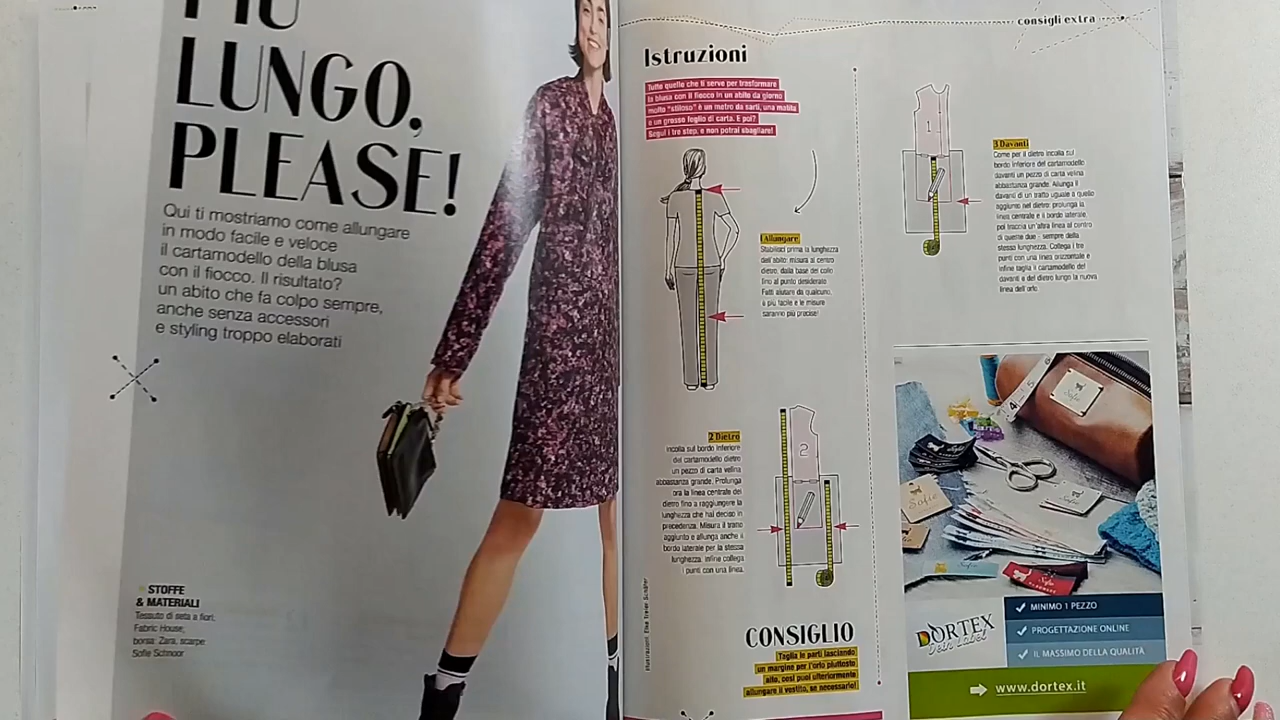 PIÙ
LUNGO,
PLEASE!
Qui ti mostriamo come allungare
in modo facile e veloce
il cartamodello della blusa
con il fiocco. Il risultato?
un abito che fa colpo sempre,
anche senza accessori
e styling troppo elaborati
STOFFE
& MATERIALI
Tessuto di seta a fiori:
Fabric House;
borsa: Zara, scarpe
Sofie Schnoor
consigli extra
Istruzioni
Tutto quello che ti serve per trasformare
la blusa con il fiocco in un abito da giorno
molto "stiloso" è un metro da sarti, una matita
e un grosso foglio di carta. E poi?
Segui i tre step, e non potrai sbagliare!
1 Allungare
Stabilisci prima la lunghezza
dell'abito: misura al centro
dietro, dalla base del collo
fino al punto desiderato.
Fatti aiutare da qualcuno,
è più facile e le misure
saranno più precise!
2 Dietro
Incolla sul bordo inferiore
del cartamodello dietro
un pezzo di carta velina
abbastanza grande. Prolunga
ora la linea centrale del
dietro fino a raggiungere la
lunghezza che hai deciso in
precedenza. Misura il tratto
aggiunto e allunga anche il
bordo laterale per la stessa
lunghezza. Infine collega
i punti con una linea.
2
CONSIGLIO
Taglia le parti lasciando
un margine per l'orlo piuttosto
alto, così puoi ulteriormente
allungare il vestito, se necessario!
1
3 Davanti
Come per il dietro incolla sul
bordo inferiore del cartamodello
davanti un pezzo di carta velina
abbastanza grande. Allunga il
davanti di un tratto uguale a quello
aggiunto nel dietro: prolunga la
linea centrale e il bordo laterale,
poi traccia un'altra linea al centro
di queste due - sempre della
stessa lunghezza. Collega i tre
punti con una linea orizzontale e
infine taglia il cartamodello del
davanti e del dietro lungo la nuova
linea dell'orlo.
Sofie
DORTEX
Dein Label
MINIMO 1 PEZZO
PROGETTAZIONE ONLINE
IL MASSIMO DELLA QUALITÀ
www.dortex.it